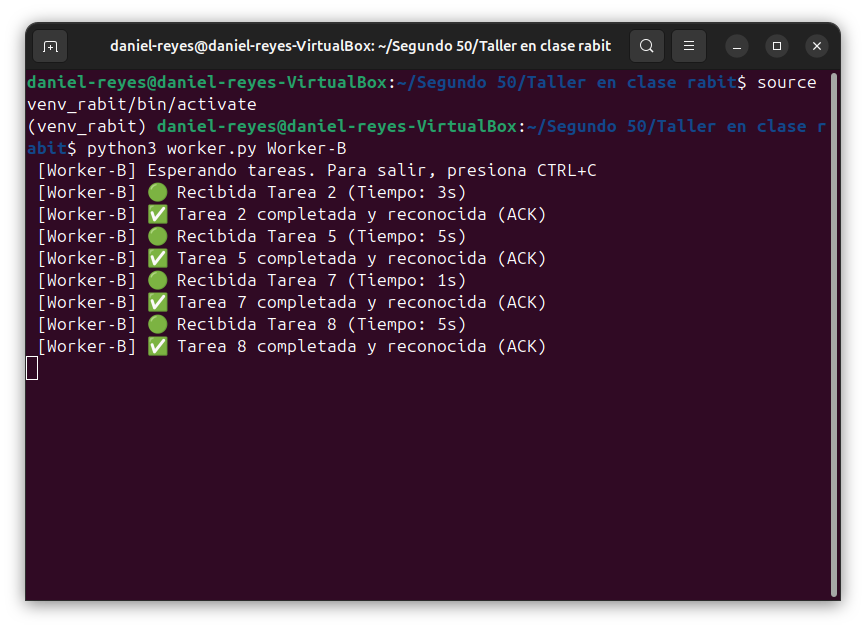 daniel-reyes@daniel-reyes-VirtualBox: ~/Segundo 50/Taller en clase rabit
daniel-reyes@daniel-reyes-VirtualBox:~/Segundo 50/Taller en clase rabit$ source
venv_rabit/bin/activate
(venv_rabit) daniel-reyes@daniel-reyes-VirtualBox:~/Segundo 50/Taller en clase r
abit$ python3 worker.py Worker-B
[Worker-B] Esperando tareas. Para salir, presiona CTRL+C
[Worker-B] 🟢 Recibida Tarea 2 (Tiempo: 3s)
[Worker-B] ✅ Tarea 2 completada y reconocida (ACK)
[Worker-B] 🟢 Recibida Tarea 5 (Tiempo: 5s)
[Worker-B] ✅ Tarea 5 completada y reconocida (ACK)
[Worker-B] 🟢 Recibida Tarea 7 (Tiempo: 1s)
[Worker-B] ✅ Tarea 7 completada y reconocida (ACK)
[Worker-B] 🟢 Recibida Tarea 8 (Tiempo: 5s)
[Worker-B] ✅ Tarea 8 completada y reconocida (ACK)